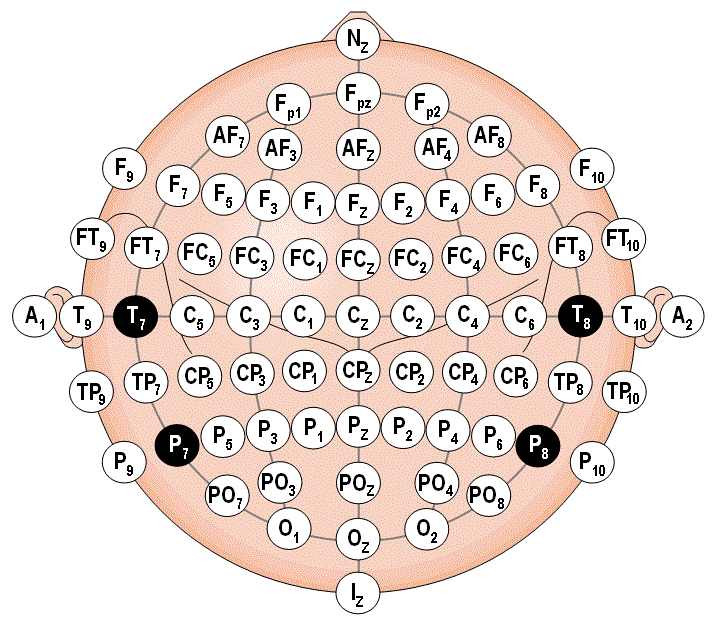 Nz
Fp1 Fpz Fp2
AF7 AF3 AFz AF4 AF8
F9 F7 F5 F3 F1 Fz F2 F4 F6 F8 F10
FT9 FT7 FC5 FC3 FC1 FCz FC2 FC4 FC6 FT8 FT10
A1 T9 T7 C5 C3 C1 Cz C2 C4 C6 T8 T10 A2
TP9 TP7 CP5 CP3 CP1 CPz CP2 CP4 CP6 TP8 TP10
P9 P7 P5 P3 P1 Pz P2 P4 P6 P8 P10
PO7 PO3 POz PO4 PO8
O1 Oz O2
Iz